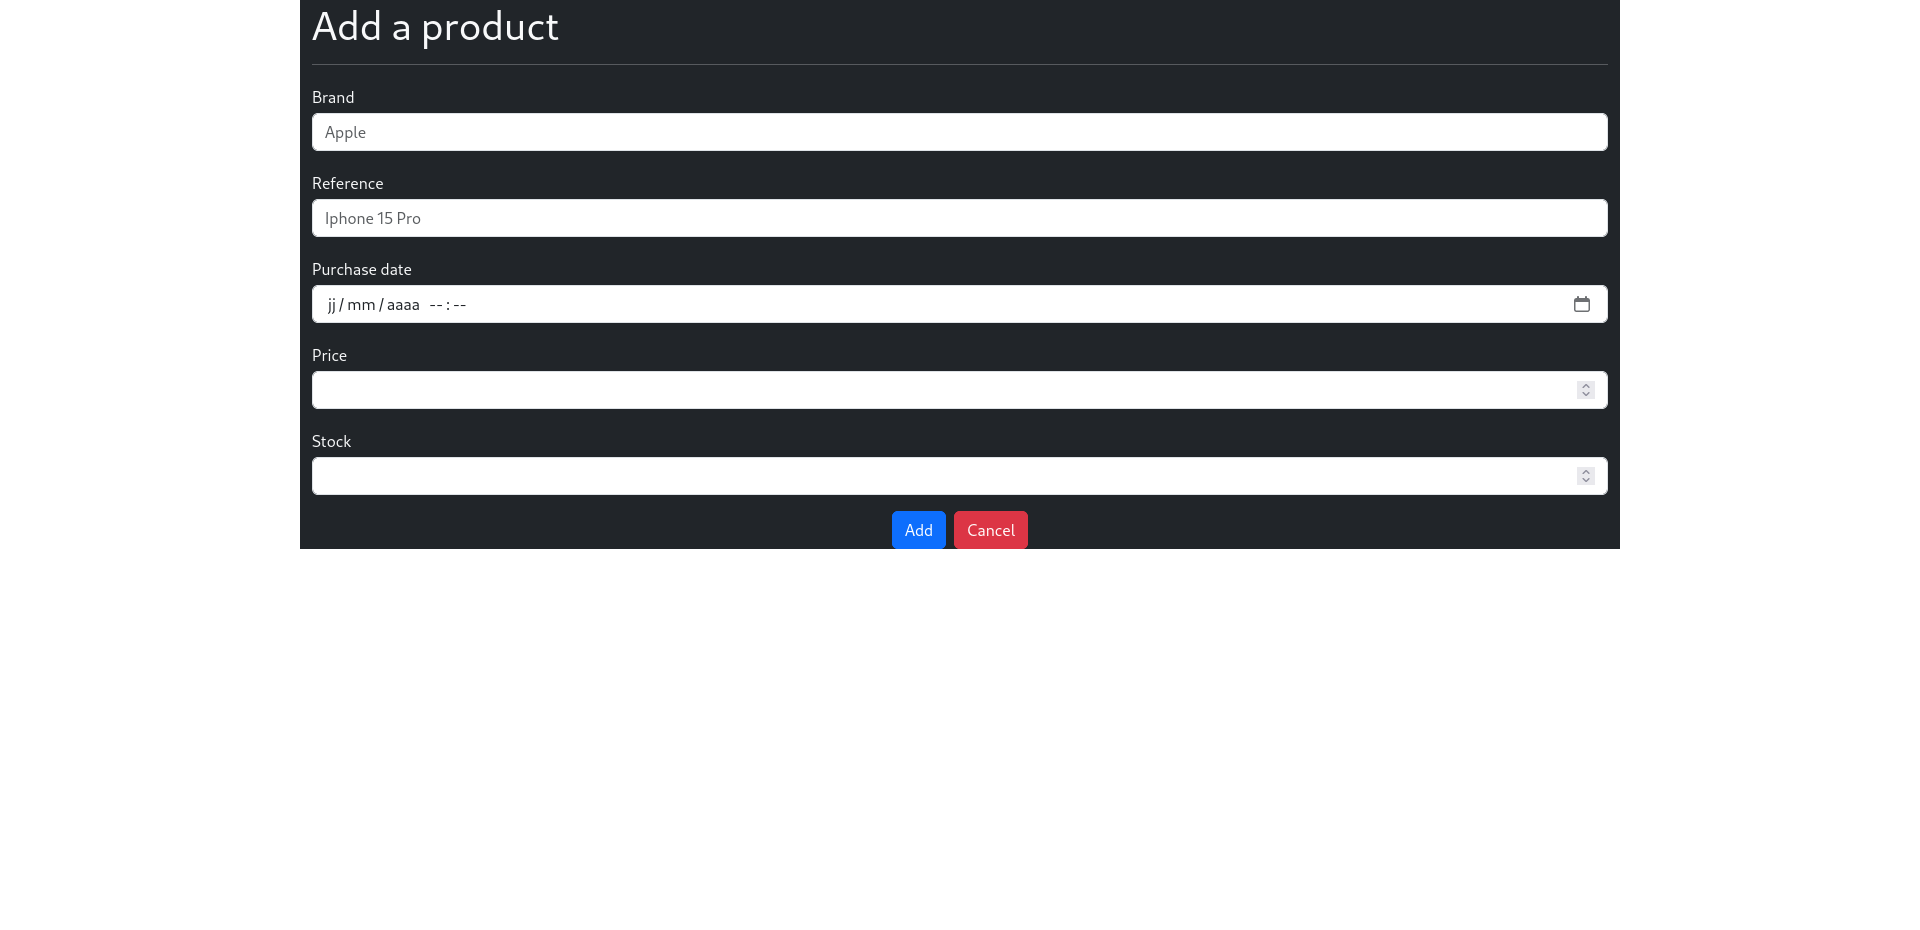 Add a product
Brand
Apple
Reference
Iphone 15 Pro
Purchase date
jj / mm / aaaa -- : --
Price
Stock
Add Cancel